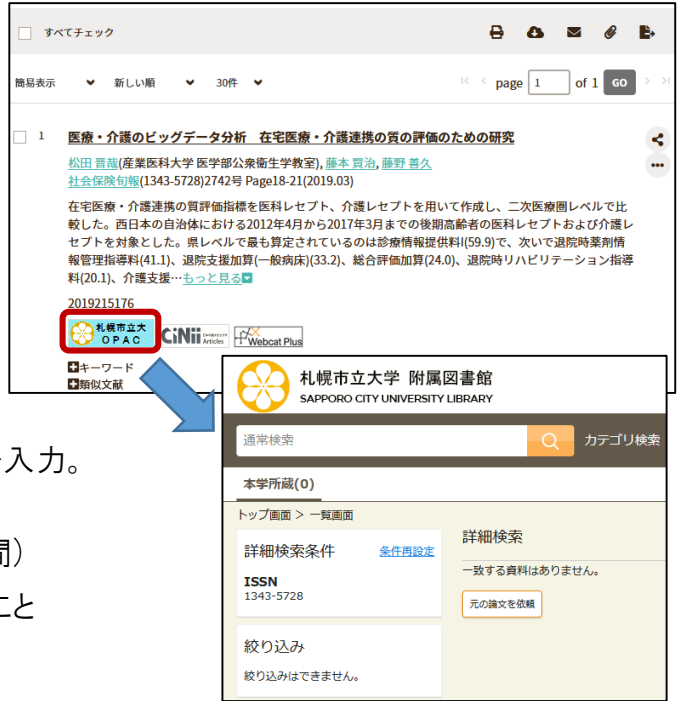 すべてチェック
簡易表示 新しい順 30件 page 1 of 1 GO
1 医療・介護のビッグデータ分析 在宅医療・介護連携の質の評価のための研究
松田 晋哉(産業医科大学 医学部公衆衛生学教室), 藤本 賢治, 藤野 善久
社会保険旬報(1343-5728)2742号 Page18-21(2019.03)
在宅医療・介護連携の質評価指標を医科レセプト、介護レセプトを用いて作成し、二次医療圏レベルで比
較した。西日本の自治体における2012年4月から2017年3月までの後期高齢者の医科レセプトおよび介護レ
セプトを対象とした。県レベルで最も算定されているのは診療情報提供料I(59.9)で、次いで退院時薬剤情
報管理指導料(41.1)、退院支援加算(一般病床)(33.2)、総合評価加算(24.0)、退院時リハビリテーション指導
料(20.1)、介護支援…もっと見る
2019215176
札幌市立大
OPAC
CiNii Articles
Webcat Plus
キーワード
類似文献
札幌市立大学 附属図書館
SAPPORO CITY UNIVERSITY LIBRARY
通常検索 カテゴリ検索
本学所蔵(0)
トップ画面 > 一覧画面
詳細検索条件 条件再設定
ISSN
1343-5728
絞り込み
絞り込みはできません。
詳細検索
一致する資料はありません。
元の論文を依頼
入力。
間）
こと